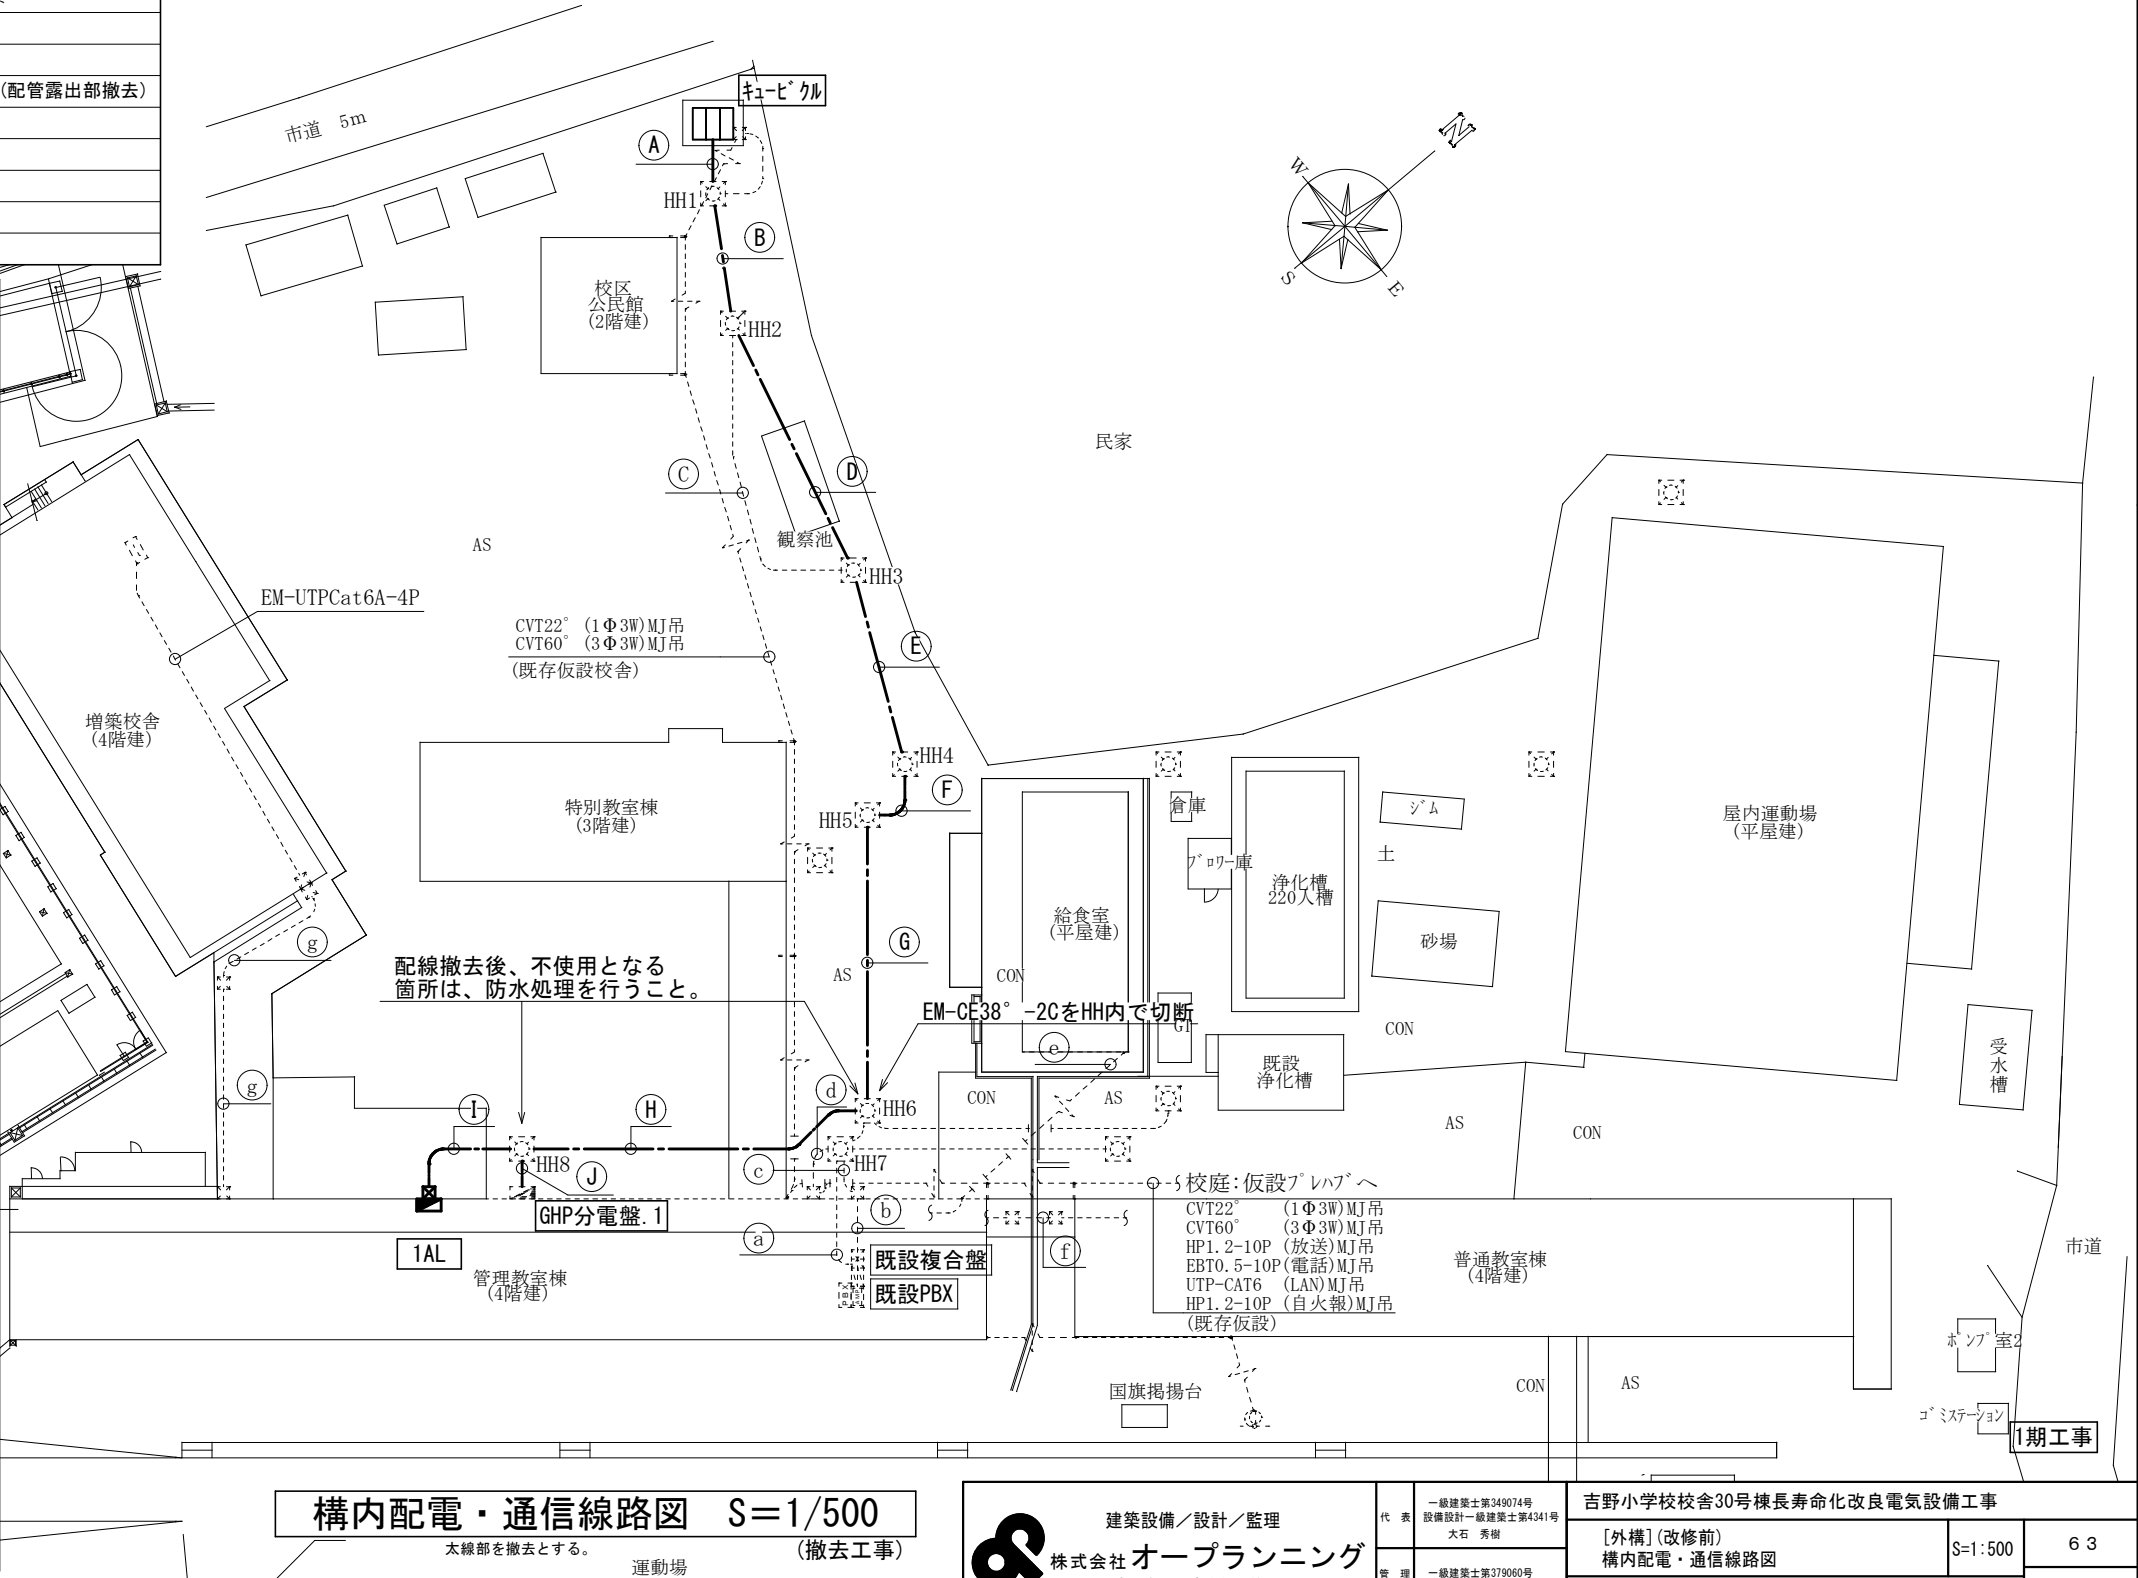 (配管露出部撤去)
市道 5m
キュービクル
A
HH1
B
N
W
S
E
校区
公民館
(2階建)
HH2
民家
C
D
観察池
AS
HH3
EM-UTPCat6A-4P
CVT22゜(1Φ3W)MJ吊
CVT60゜(3Φ3W)MJ吊
(既存仮設校舎)
E
増築校舎
(4階建)
HH4
F
特別教室棟
(3階建)
HH5
倉庫
ジム
屋内運動場
(平屋建)
ブロワー庫
土
浄化槽
220人槽
給食室
(平屋建)
砂場
g
G
配線撤去後、不使用となる
箇所は、防水処理を行うこと。
AS
CON
EM-CE38゜-2CをHH内で切断
GT
CON
e
既設
浄化槽
受
水
槽
g
I
H
d
HH6
CON
AS
AS
CON
HH8
J
c
HH7
校庭:仮設プレハブへ
GHP分電盤.1
b
CVT22゜ (1Φ3W)MJ吊
CVT60゜ (3Φ3W)MJ吊
HP1.2-10P (放送)MJ吊
EBT0.5-10P(電話)MJ吊
UTP-CAT6 (LAN)MJ吊
HP1.2-10P (自火報)MJ吊
(既存仮設)
a
f
1AL
既設複合盤
管理教室棟
(4階建)
PBX
AMP
既設PBX
普通教室棟
(4階建)
市道
ポンプ室2
国旗掲揚台
CON
AS
ゴミステーション
1期工事
構内配電・通信線路図 S=1/500
太線部を撤去とする。
(撤去工事)
運動場
建築設備/設計/監理
株式会社オープランニング
代 表
一級建築士第349074号
設備設計一級建築士第4341号
大石 秀樹
管 理
一級建築士第379060号
吉野小学校校舎30号棟長寿命化改良電気設備工事
[外構](改修前)
構内配電・通信線路図
S=1:500
63